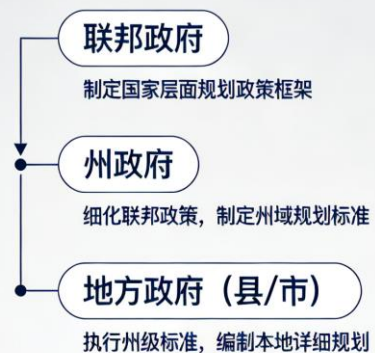 联邦政府
制定国家层面规划政策框架
州政府
细化联邦政策，制定州域规划标准
地方政府（县/市）
执行州级标准，编制本地详细规划